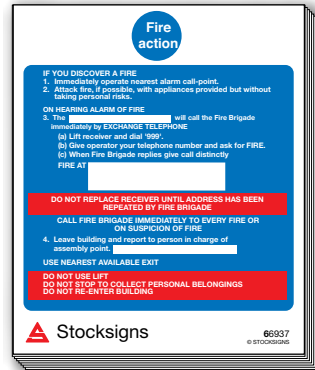 Fire
action
IF YOU DISCOVER A FIRE
1. Immediately operate nearest alarm call-point.
2. Attack fire, if possible, with appliances provided but without
taking personal risks.
ON HEARING ALARM OF FIRE
3. The will call the Fire Brigade
immediately by EXCHANGE TELEPHONE
(a) Lift receiver and dial '999'.
(b) Give operator your telephone number and ask for FIRE.
(c) When Fire Brigade replies give call distinctly
FIRE AT
DO NOT REPLACE RECEIVER UNTIL ADDRESS HAS BEEN
REPEATED BY FIRE BRIGADE
CALL FIRE BRIGADE IMMEDIATELY TO EVERY FIRE OR
ON SUSPICION OF FIRE
4. Leave building and report to person in charge of
assembly point.
USE NEAREST AVAILABLE EXIT
DO NOT USE LIFT
DO NOT STOP TO COLLECT PERSONAL BELONGINGS
DO NOT RE-ENTER BUILDING
Stocksigns
66937
© STOCKSIGNS